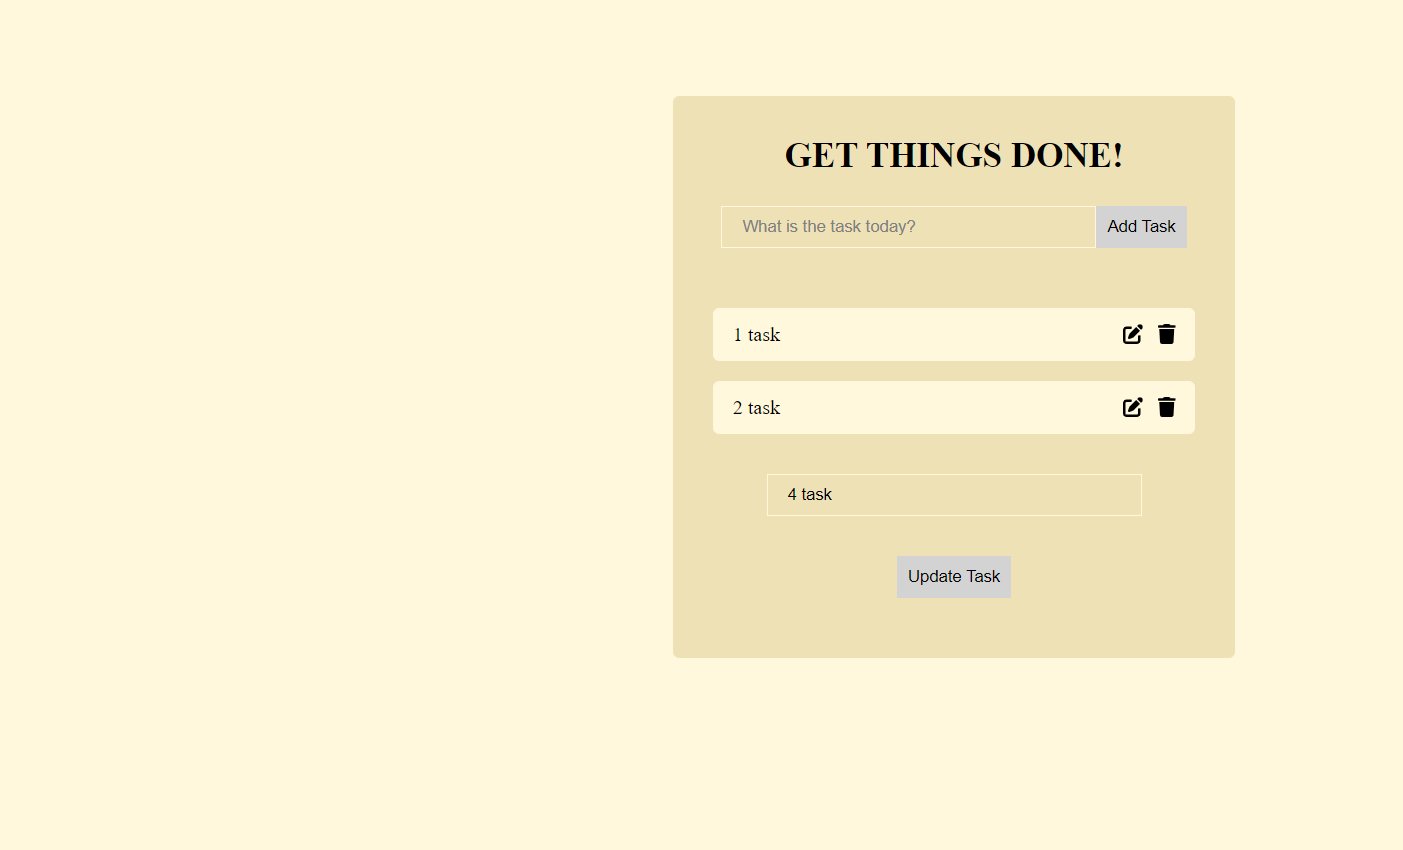 GET THINGS DONE!
What is the task today? Add Task
1 task
2 task
4 task
Update Task